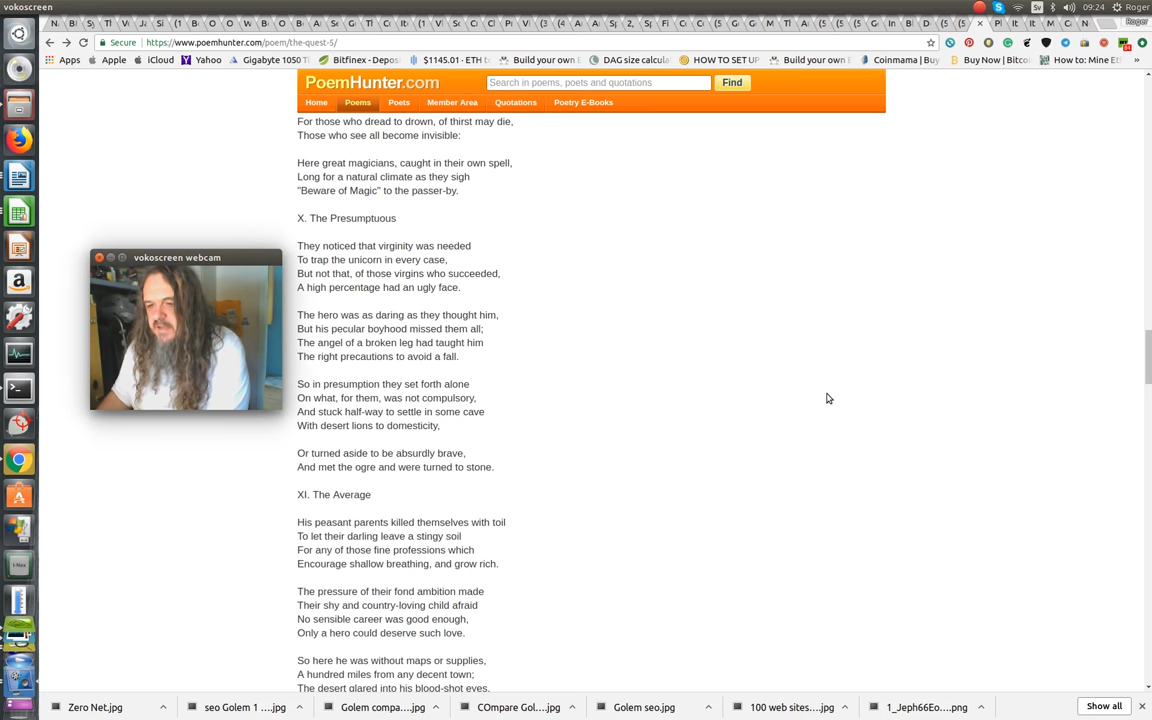 vokoscreen
Sv
09:24
Roger
Secure
https://www.poemhunter.com/poem/the-quest-5/
Apps
Apple
iCloud
Yahoo
Gigabyte 1050 T
Bitfinex - Depos
$1145.01 - ETH t
Build your own E
DAG size calcula
HOW TO SET UP
Build your own E
Coinmama | Buy
Buy Now | Bitco
How to: Mine Et
PoemHunter.com
Search in poems, poets and quotations
Find
Home
Poems
Poets
Member Area
Quotations
Poetry E-Books
For those who dread to drown, of thirst may die,
Those who see all become invisible:
Here great magicians, caught in their own spell,
Long for a natural climate as they sigh
"Beware of Magic" to the passer-by.
X. The Presumptuous
They noticed that virginity was needed
To trap the unicorn in every case,
But not that, of those virgins who succeeded,
A high percentage had an ugly face.
The hero was as daring as they thought him,
But his pecular boyhood missed them all;
The angel of a broken leg had taught him
The right precautions to avoid a fall.
So in presumption they set forth alone
On what, for them, was not compulsory,
And stuck half-way to settle in some cave
With desert lions to domesticity,
Or turned aside to be absurdly brave,
And met the ogre and were turned to stone.
XI. The Average
His peasant parents killed themselves with toil
To let their darling leave a stingy soil
For any of those fine professions which
Encourage shallow breathing, and grow rich.
The pressure of their fond ambition made
Their shy and country-loving child afraid
No sensible career was good enough,
Only a hero could deserve such love.
So here he was without maps or supplies,
A hundred miles from any decent town;
The desert glared into his blood-shot eyes,
vokoscreen webcam
Zero Net.jpg
seo Golem 1 ....jpg
Golem compa....jpg
COmpare Gol....jpg
Golem seo.jpg
100 web sites....jpg
1_Jeph66Eo....png
Show all